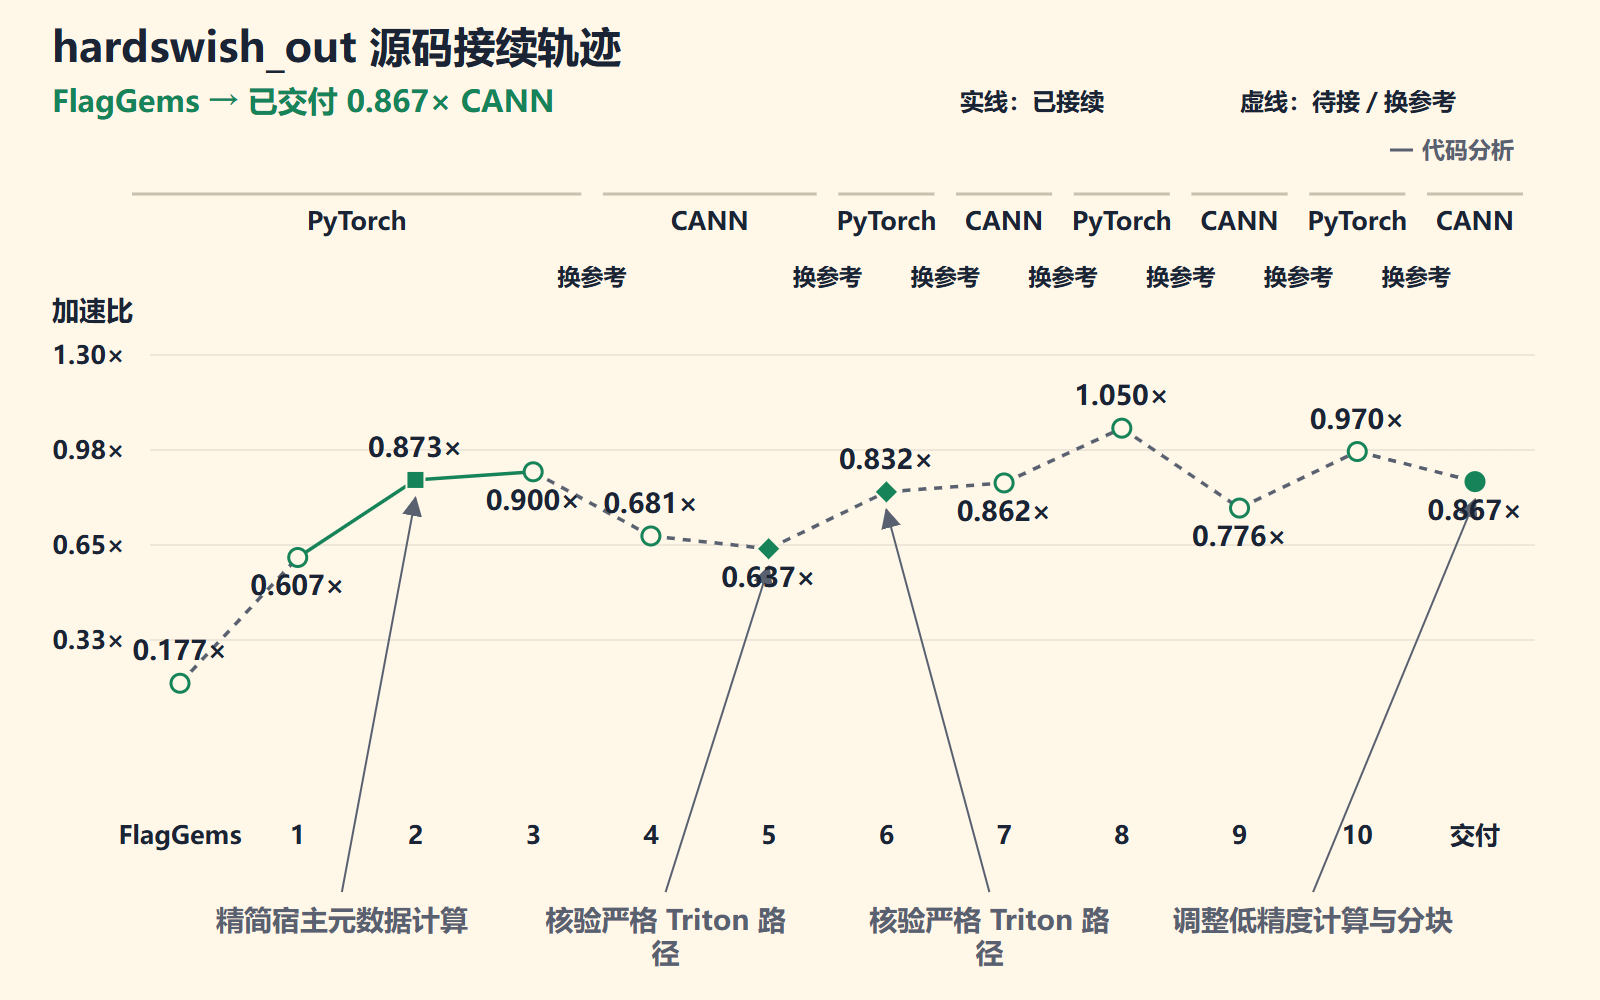 hardswish_out 源码接续轨迹
FlagGems → 已交付 0.867× CANN
实线：已接续
虚线：待接 / 换参考
代码分析
PyTorch CANN PyTorch CANN PyTorch CANN PyTorch CANN
换参考 换参考 换参考 换参考 换参考 换参考 换参考
加速比
1.30×
0.98×
0.65×
0.33×
0.177×
0.607×
0.873×
0.900×
0.681×
0.637×
0.832×
0.862×
1.050×
0.776×
0.970×
0.867×
FlagGems 1 2 3 4 5 6 7 8 9 10 交付
精简宿主元数据计算
核验严格 Triton 路
径
核验严格 Triton 路
径
调整低精度计算与分块